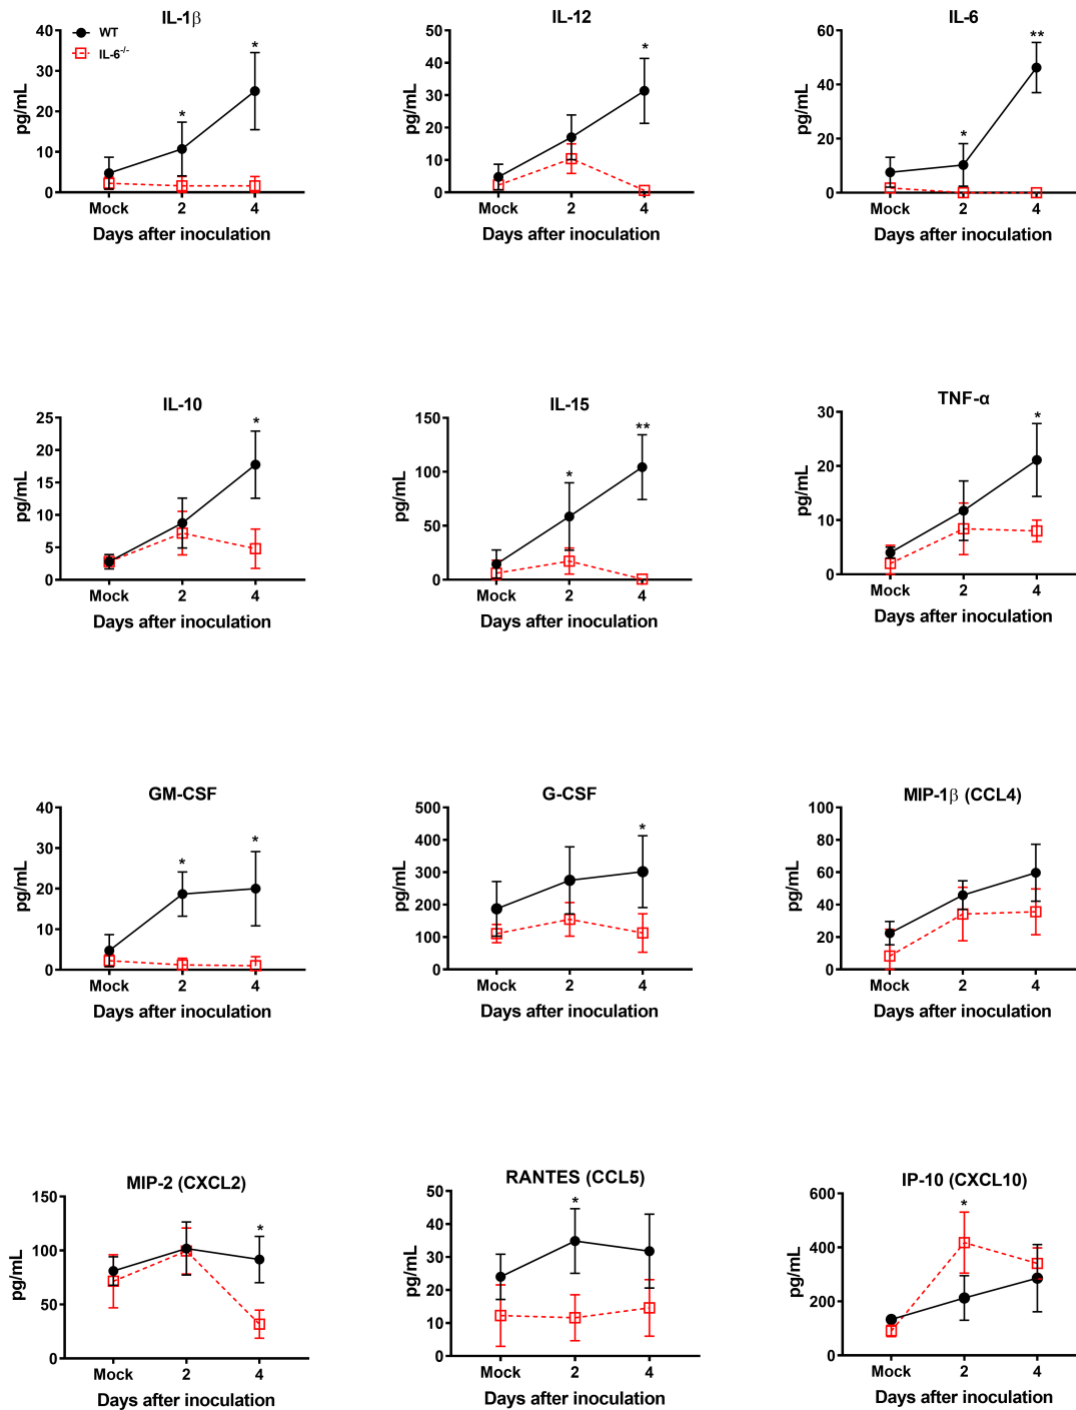 IL-1β
40
30
20
10
0
pg/mL
WT
IL-6-/-
*
*
Mock 2 4
Days after inoculation
IL-12
50
40
30
20
10
0
pg/mL
*
Mock 2 4
Days after inoculation
IL-6
60
40
20
0
pg/mL
**
*
Mock 2 4
Days after inoculation
IL-10
25
20
15
10
5
0
pg/mL
*
Mock 2 4
Days after inoculation
IL-15
150
100
50
0
pg/mL
**
*
Mock 2 4
Days after inoculation
TNF-α
30
20
10
0
pg/mL
*
Mock 2 4
Days after inoculation
GM-CSF
40
30
20
10
0
pg/mL
*
*
Mock 2 4
Days after inoculation
G-CSF
500
400
300
200
100
0
pg/mL
*
Mock 2 4
Days after inoculation
MIP-1β (CCL4)
100
80
60
40
20
0
pg/mL
Mock 2 4
Days after inoculation
MIP-2 (CXCL2)
150
100
50
0
pg/mL
*
Mock 2 4
Days after inoculation
RANTES (CCL5)
50
40
30
20
10
0
pg/mL
*
Mock 2 4
Days after inoculation
IP-10 (CXCL10)
600
400
200
0
pg/mL
*
Mock 2 4
Days after inoculation